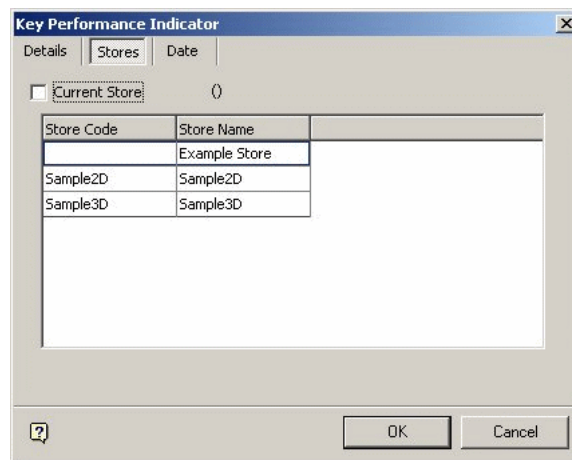 Key Performance Indicator
Details Stores Date
Current Store ()
Store Code Store Name
Example Store
Sample2D Sample2D
Sample3D Sample3D
OK Cancel